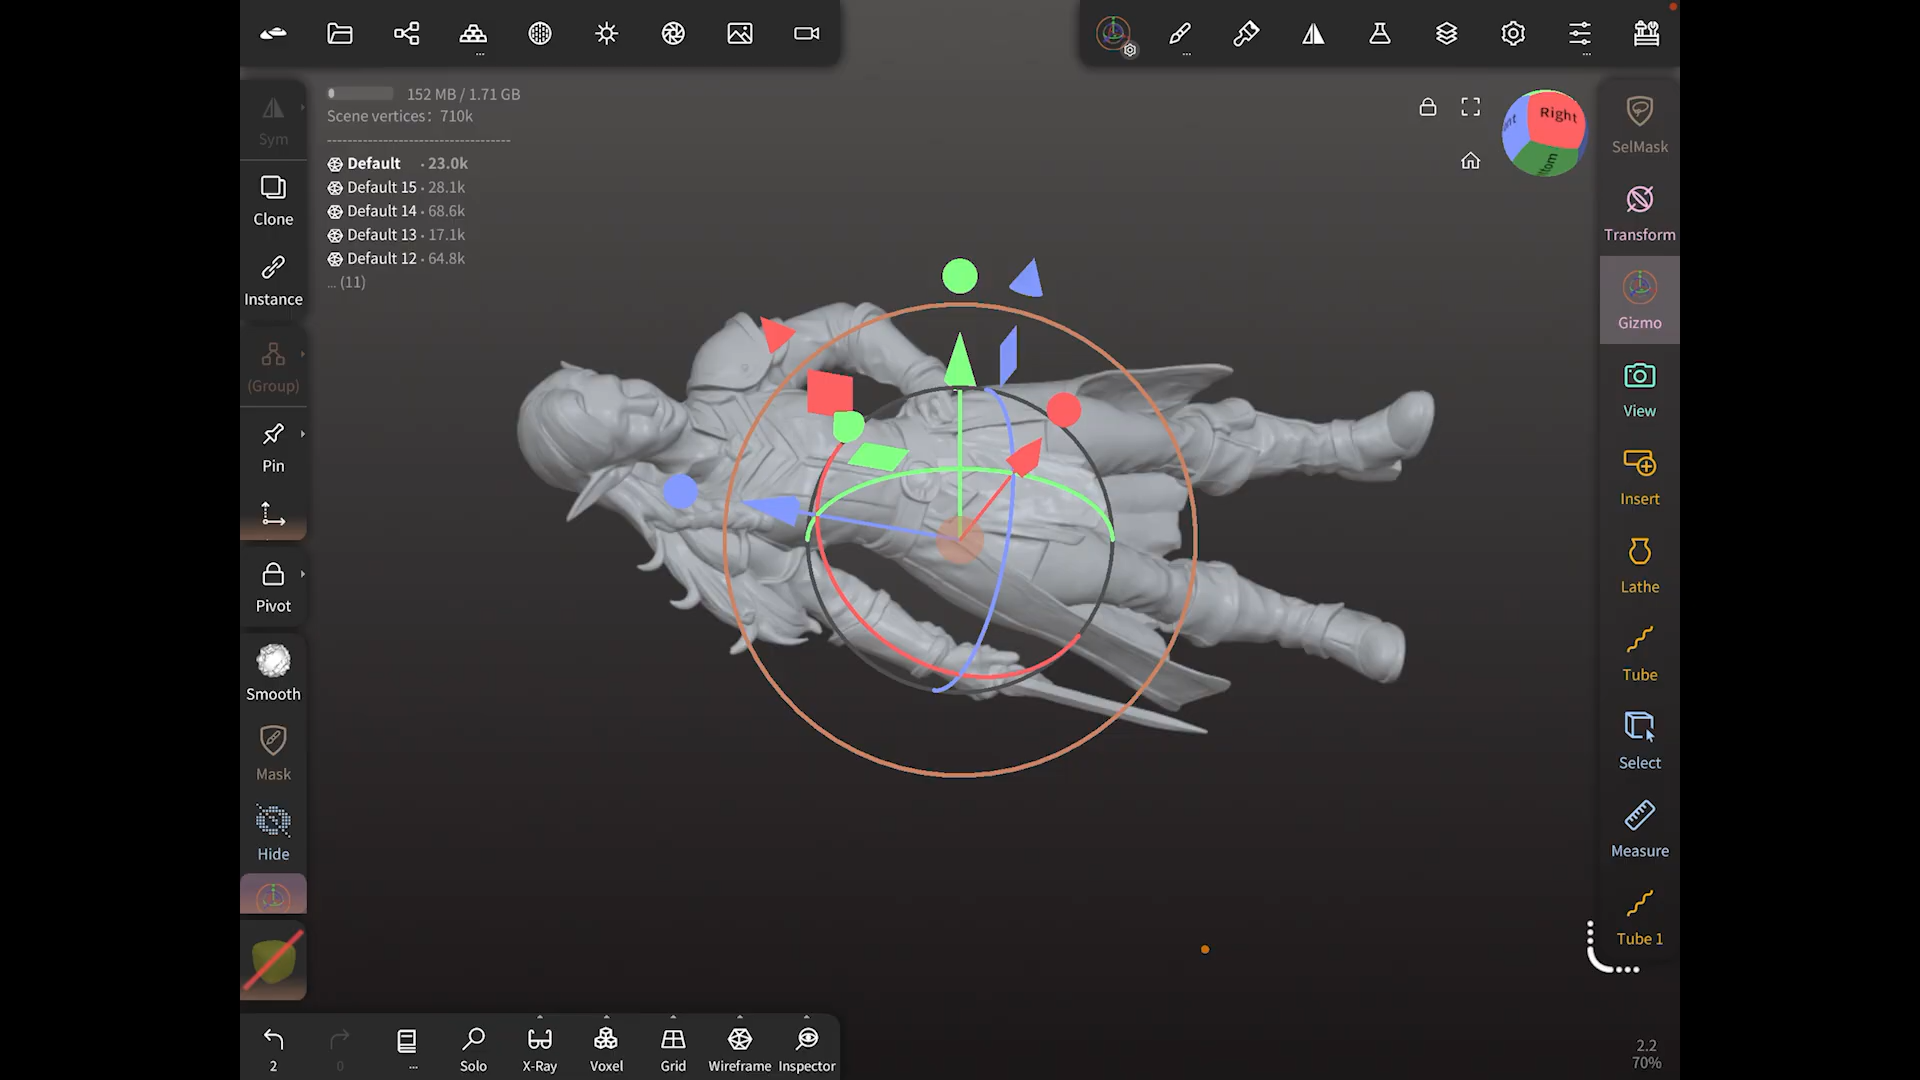 152 MB / 1.71 GB
Scene vertices: 710k
Default · 23.0k
Default 15 · 28.1k
Default 14 · 68.6k
Default 13 · 17.1k
Default 12 · 64.8k
... (11)
Sym
Clone
Instance
(Group)
Pin
Pivot
Smooth
Mask
Hide
Right
SelMask
Transform
Gizmo
View
Insert
Lathe
Tube
Select
Measure
Tube 1
2
0
...
Solo
X-Ray
Voxel
Grid
Wireframe
Inspector
2.2
70%